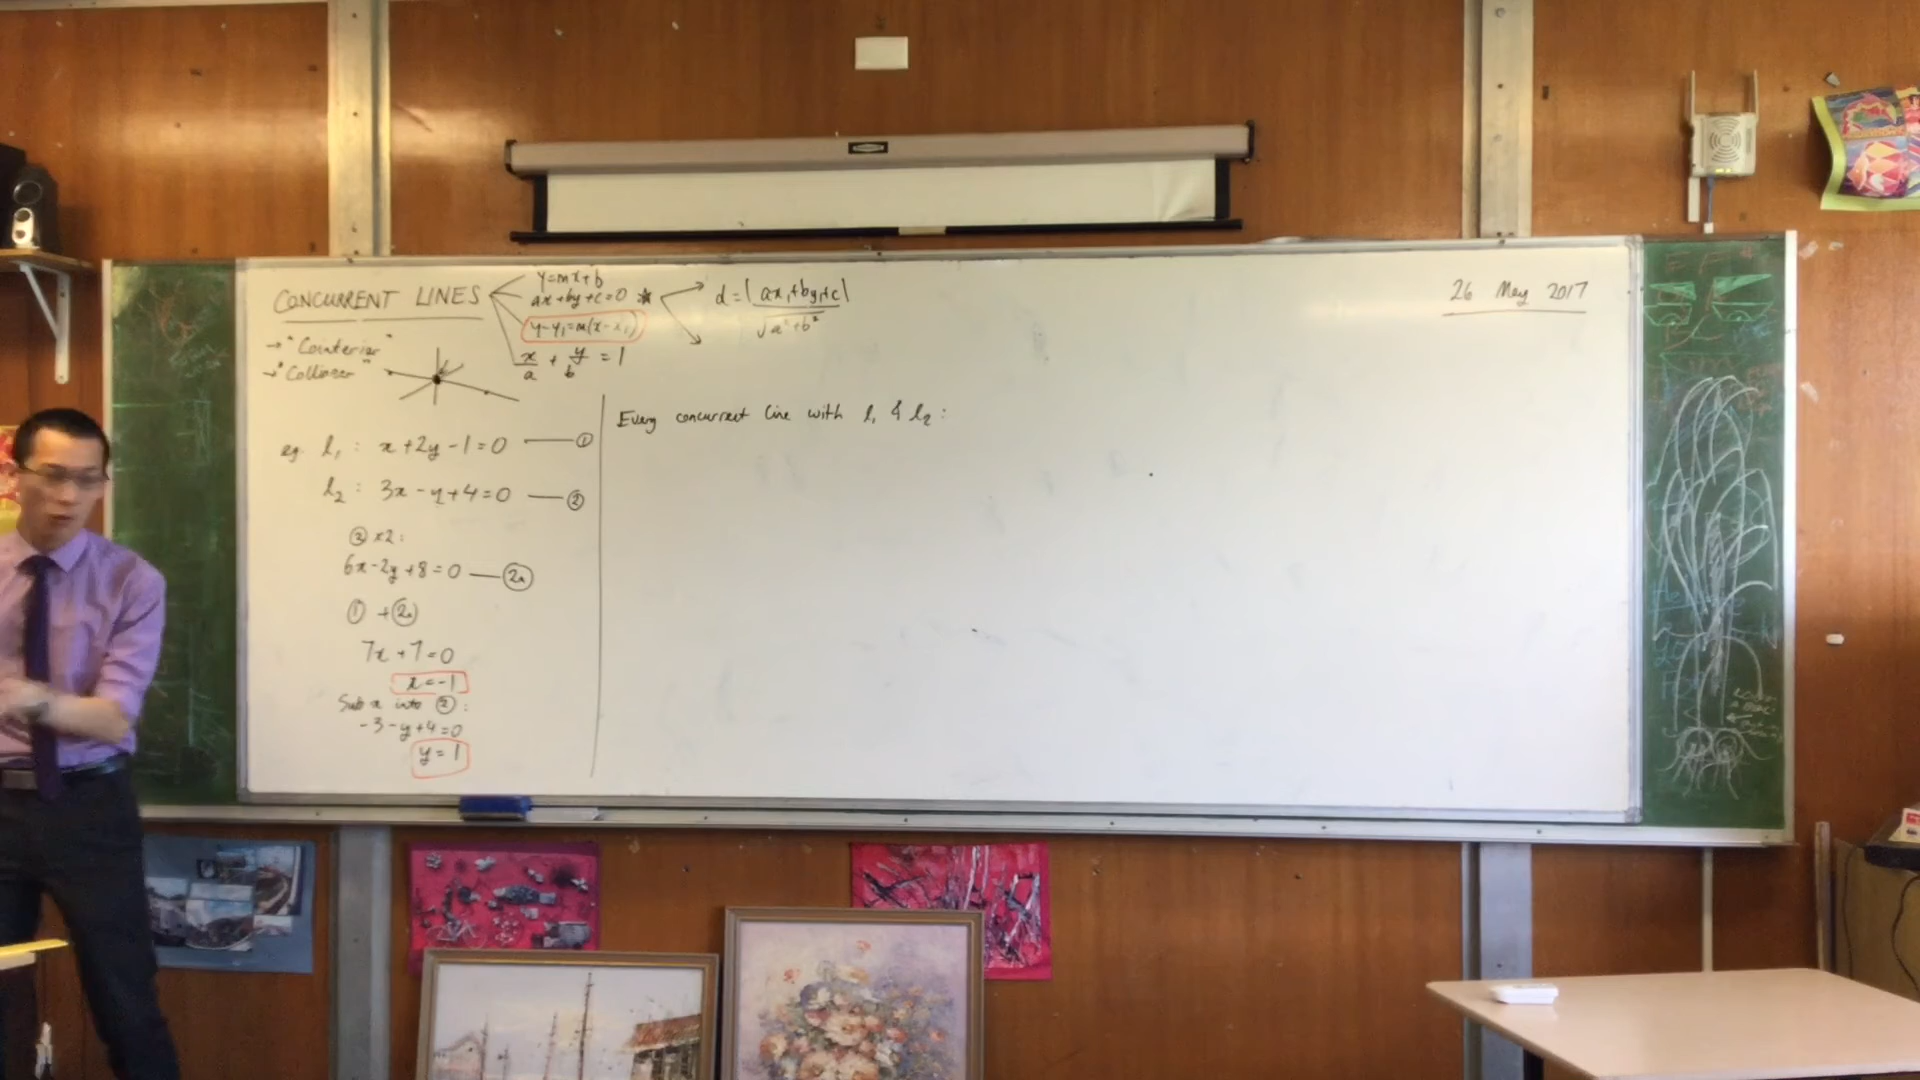 CONCURRENT LINES
y=mx+b
ax+by+c=0 ★
y-y₁=m(x-x₁)
x/a + y/b = 1
d = |ax₁+by₁+c| / √a²+b²
26 May 2017
→ "Cointerior"
→ "Collinear"
eg. l₁ : x+2y-1=0 —— ①
l₂ : 3x-y+4=0 —— ②
② ×2:
6x-2y+8=0 —— 2a
① + 2a
7x+7=0
x=-1
Sub x into ② :
-3-y+4=0
y=1
Every concurrent line with l₁ & l₂ :